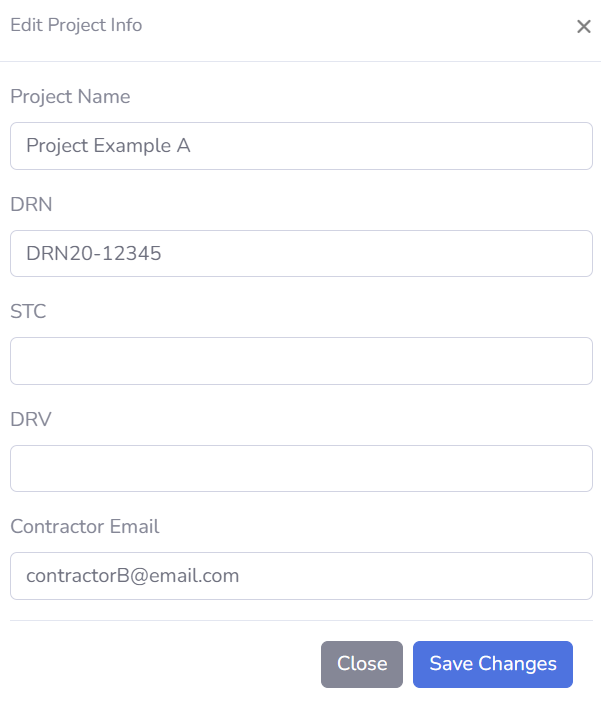 Edit Project Info
Project Name
Project Example A
DRN
DRN20-12345
STC
DRV
Contractor Email
contractorB@email.com
Close Save Changes